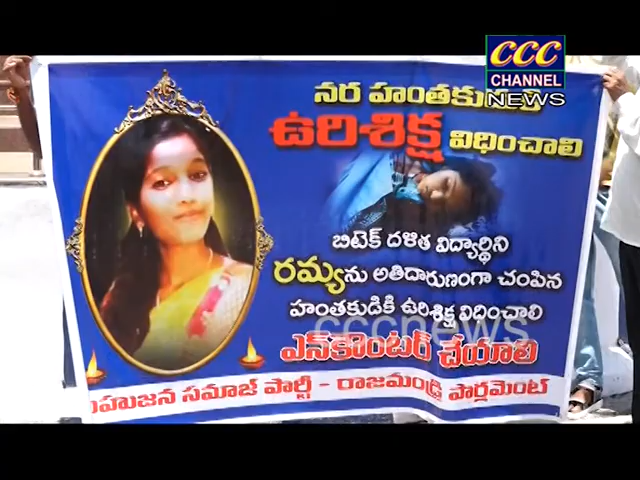 CCC
CHANNEL
NEWS
నర హంతకుడిని
ఉరిశిక్ష విధించాలి
బిటెక్ దళిత విద్యార్థిని
రమ్యను అతిదారుణంగా చంపిన
హంతకుడికి ఉరిశిక్ష విధించాలి
cccnews
ఎన్‌కౌంటర్ చేయాలి
బహుజన సమాజ్ పార్టీ - రాజమండ్రి పార్లమెంట్